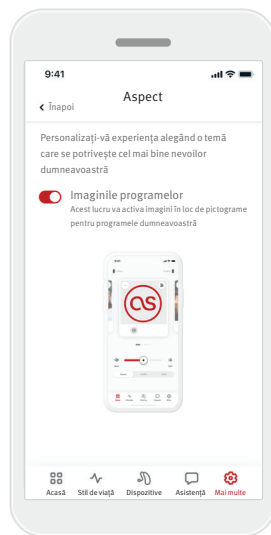 9:41
Înapoi
Aspect
Personalizați-vă experiența alegând o temă
care se potrivește cel mai bine nevoilor
dumneavoastră
Imaginile programelor
Acest lucru va activa imagini în loc de pictograme
pentru programele dumneavoastră
Acasă Stil de viață Dispozitive Asistență Mai multe